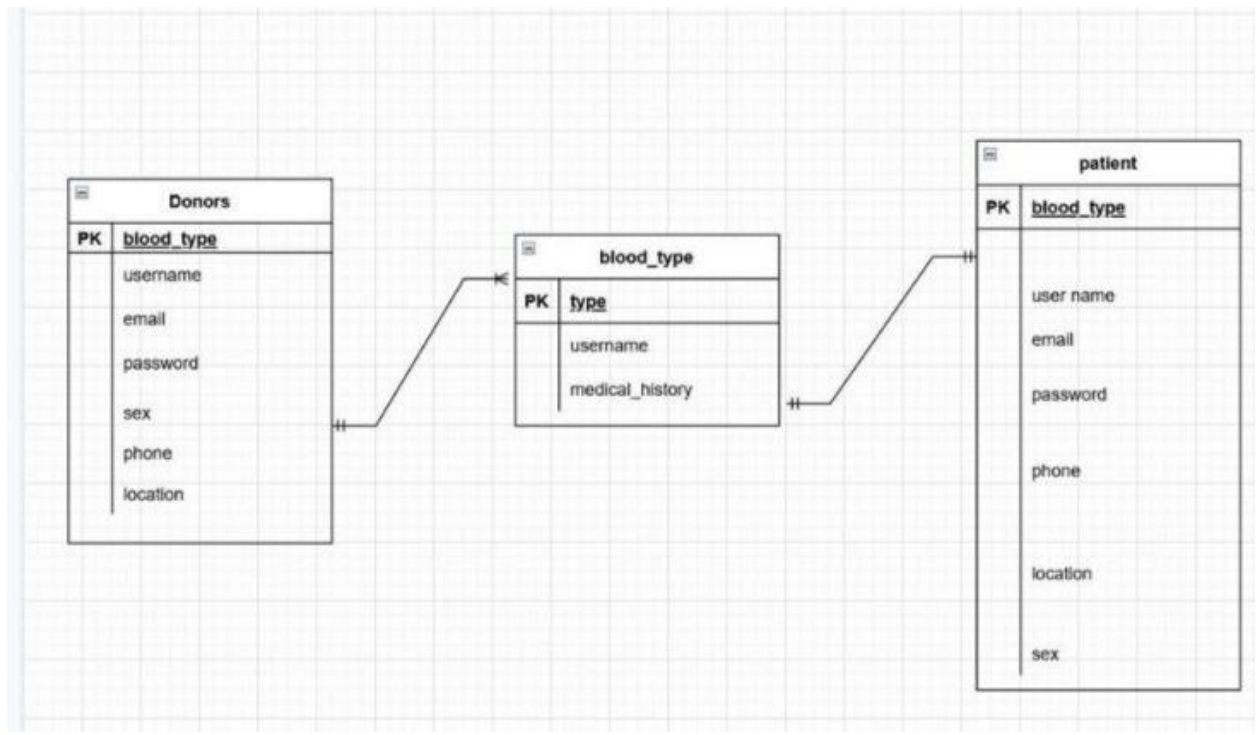 Donors
PK blood_type
username
email
password
sex
phone
location
blood_type
PK type
username
medical_history
patient
PK blood_type
user name
email
password
phone
location
sex